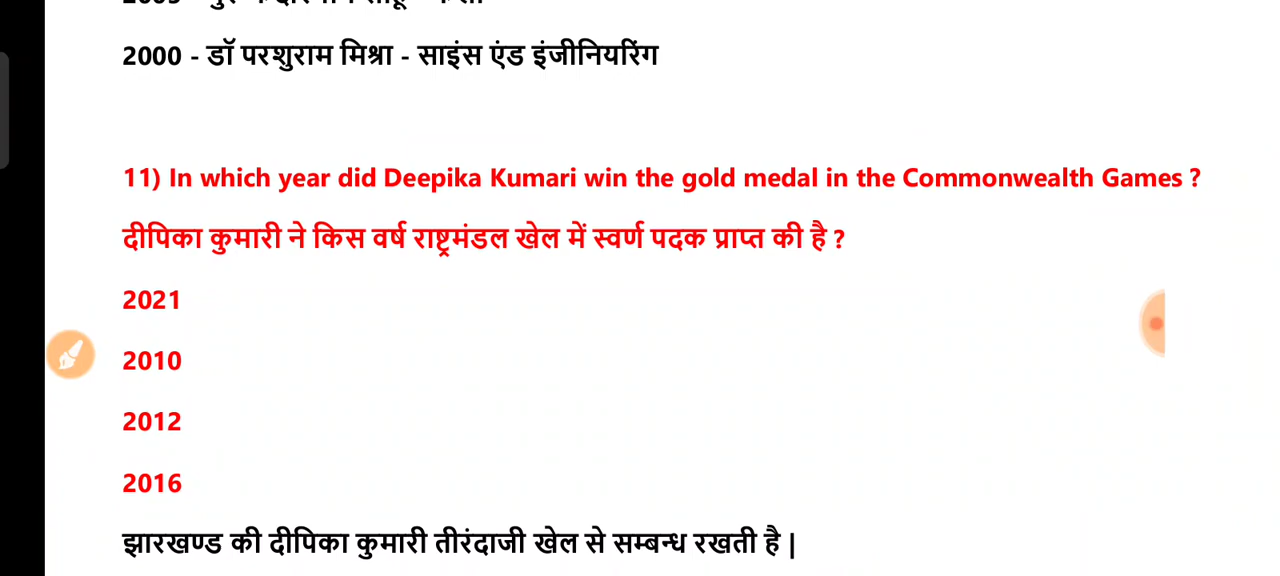 2000 - डॉ परशुराम मिश्रा - साइंस एंड इंजीनियरिंग
11) In which year did Deepika Kumari win the gold medal in the Commonwealth Games ?
दीपिका कुमारी ने किस वर्ष राष्ट्रमंडल खेल में स्वर्ण पदक प्राप्त की है ?
2021
2010
2012
2016
झारखण्ड की दीपिका कुमारी तीरंदाजी खेल से सम्बन्ध रखती है |